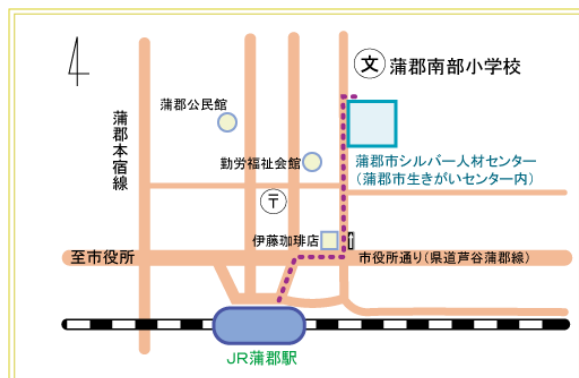 文 蒲郡南部小学校
蒲郡公民館
蒲郡本宿線
勤労福祉会館
蒲郡市シルバー人材センター
（蒲郡市生きがいセンター内）
〒
伊藤珈琲店
至市役所
市役所通り（県道芦谷蒲郡線）
JR蒲郡駅